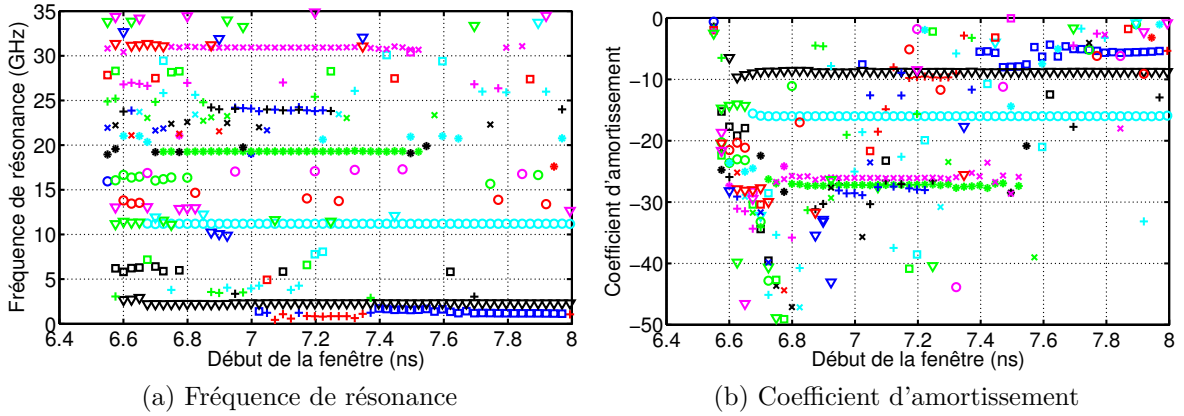 Fréquence de résonance (GHz)
35
30
25
20
15
10
5
0
6.4 6.6 6.8 7 7.2 7.4 7.6 7.8 8
Début de la fenêtre (ns)
(a) Fréquence de résonance
Coefficient d'amortissement
0
−10
−20
−30
−40
−50
6.4 6.6 6.8 7 7.2 7.4 7.6 7.8 8
Début de la fenêtre (ns)
(b) Coefficient d'amortissement